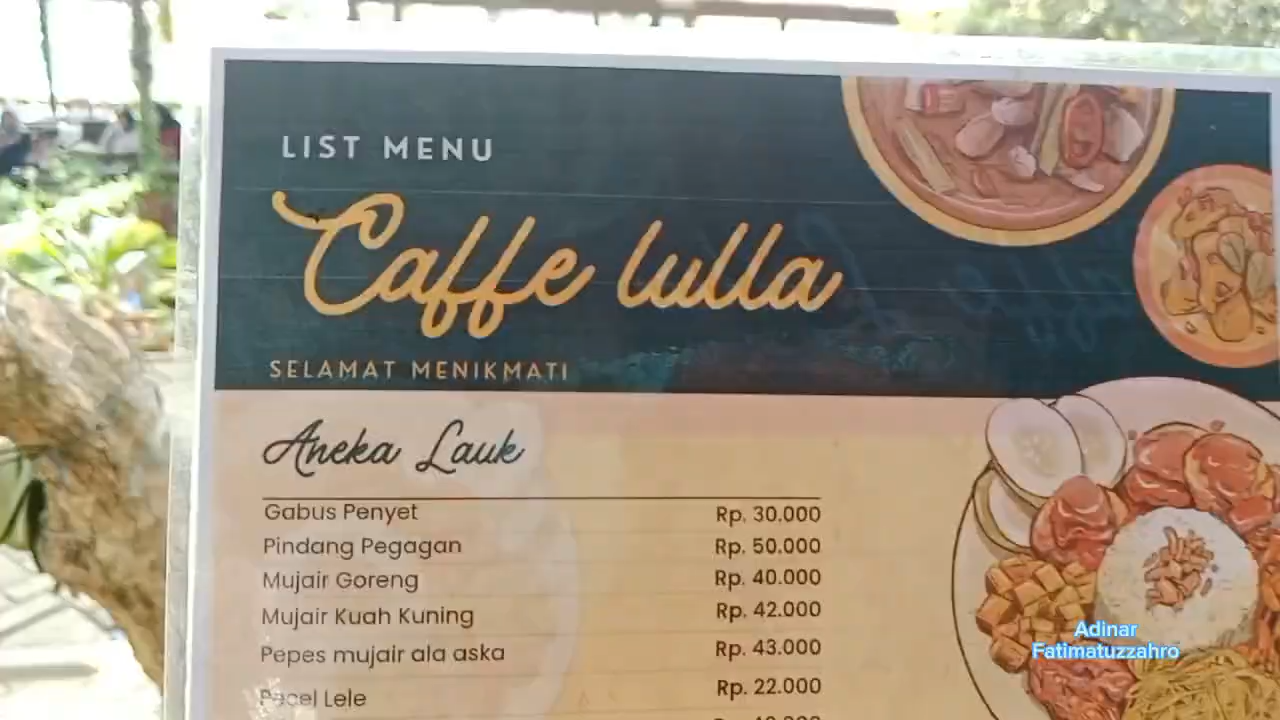 LIST MENU
Caffe lulla
SELAMAT MENIKMATI
Aneka Lauk
Gabus Penyet Rp. 30.000
Pindang Pegagan Rp. 50.000
Mujair Goreng Rp. 40.000
Mujair Kuah Kuning Rp. 42.000
Pepes mujair ala aska Rp. 43.000
Pecel Lele Rp. 22.000
Adinar
Fatimatuzzahro